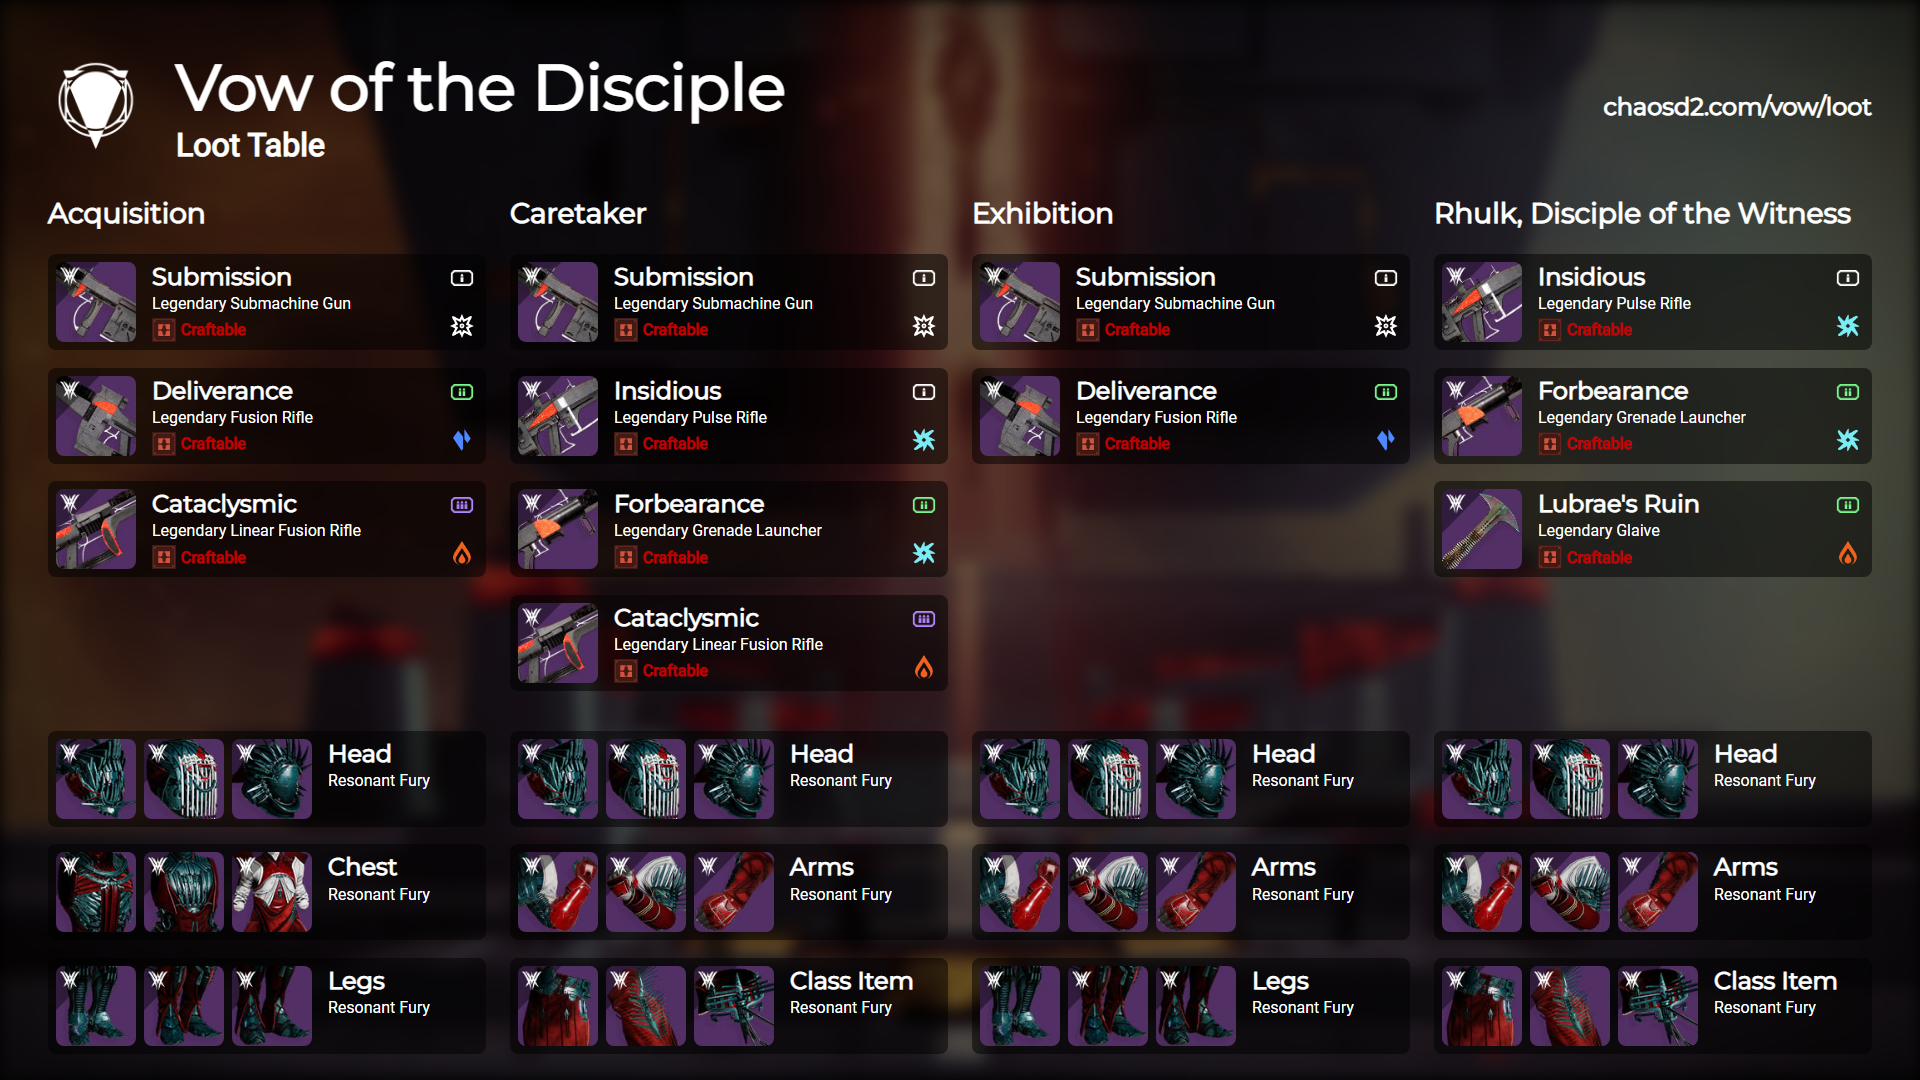 Vow of the Disciple
Loot Table
chaosd2.com/vow/loot
Acquisition
Submission
Legendary Submachine Gun
Craftable
Deliverance
Legendary Fusion Rifle
Craftable
Cataclysmic
Legendary Linear Fusion Rifle
Craftable
Head
Resonant Fury
Chest
Resonant Fury
Legs
Resonant Fury
Caretaker
Submission
Legendary Submachine Gun
Craftable
Insidious
Legendary Pulse Rifle
Craftable
Forbearance
Legendary Grenade Launcher
Craftable
Cataclysmic
Legendary Linear Fusion Rifle
Craftable
Head
Resonant Fury
Arms
Resonant Fury
Class Item
Resonant Fury
Exhibition
Submission
Legendary Submachine Gun
Craftable
Deliverance
Legendary Fusion Rifle
Craftable
Head
Resonant Fury
Arms
Resonant Fury
Legs
Resonant Fury
Rhulk, Disciple of the Witness
Insidious
Legendary Pulse Rifle
Craftable
Forbearance
Legendary Grenade Launcher
Craftable
Lubrae's Ruin
Legendary Glaive
Craftable
Head
Resonant Fury
Arms
Resonant Fury
Class Item
Resonant Fury